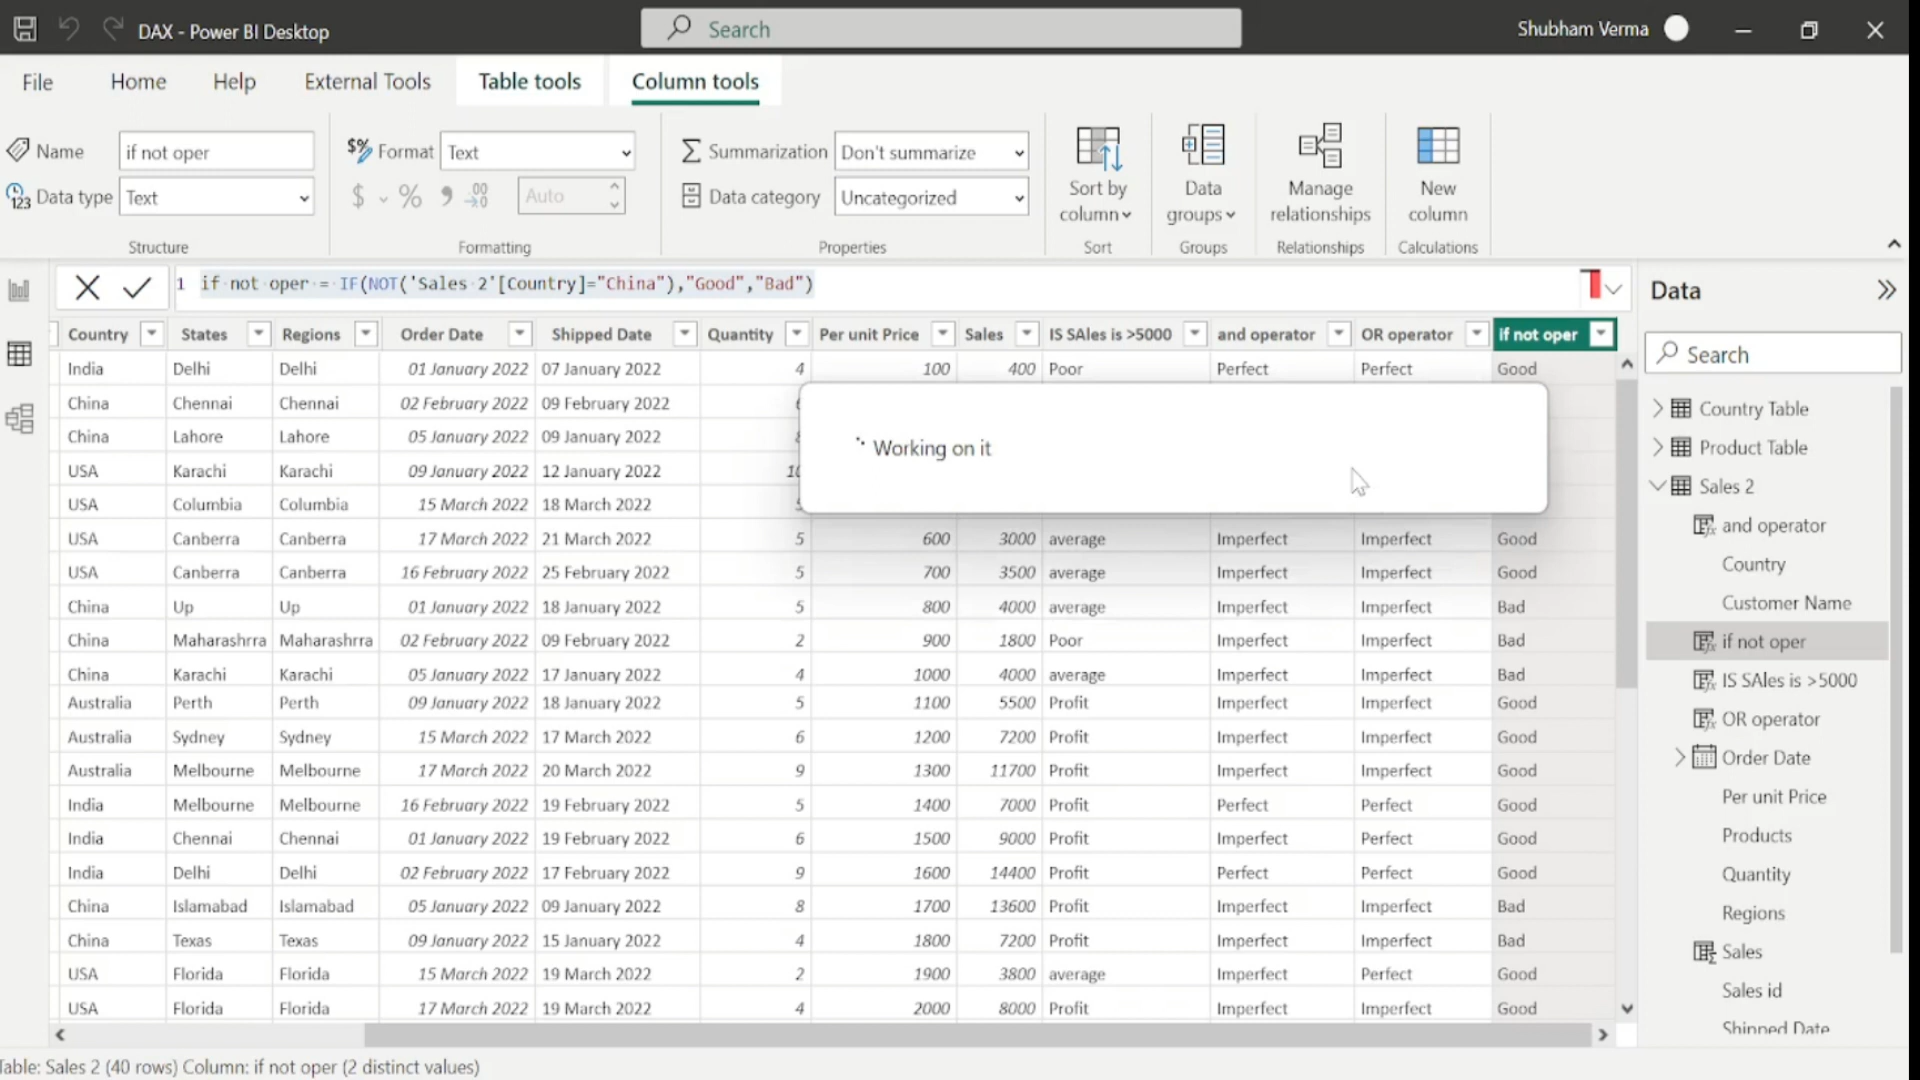 DAX - Power BI Desktop
Search
Shubham Verma
File Home Help External Tools Table tools Column tools
Name if not oper
Format Text
Summarization Don't summarize
Data type Text
$ % Auto
Data category Uncategorized
Sort by column
Data groups
Manage relationships
New column
Structure Formatting Properties Sort Groups Relationships Calculations
1 if not oper = IF(NOT('Sales 2'[Country]="China"),"Good","Bad")
Country States Regions Order Date Shipped Date Quantity Per unit Price Sales IS SAles is >5000 and operator OR operator if not oper
India Delhi Delhi 01 January 2022 07 January 2022 4 100 400 Poor Perfect Perfect Good
China Chennai Chennai 02 February 2022 09 February 2022
China Lahore Lahore 05 January 2022 09 January 2022
USA Karachi Karachi 09 January 2022 12 January 2022 10
USA Columbia Columbia 15 March 2022 18 March 2022
Working on it
USA Canberra Canberra 17 March 2022 21 March 2022 5 600 3000 average Imperfect Imperfect Good
USA Canberra Canberra 16 February 2022 25 February 2022 5 700 3500 average Imperfect Imperfect Good
China Up Up 01 January 2022 18 January 2022 5 800 4000 average Imperfect Imperfect Bad
China Maharashrra Maharashrra 02 February 2022 09 February 2022 2 900 1800 Poor Imperfect Imperfect Bad
China Karachi Karachi 05 January 2022 17 January 2022 4 1000 4000 average Imperfect Imperfect Bad
Australia Perth Perth 09 January 2022 18 January 2022 5 1100 5500 Profit Imperfect Imperfect Good
Australia Sydney Sydney 15 March 2022 17 March 2022 6 1200 7200 Profit Imperfect Imperfect Good
Australia Melbourne Melbourne 17 March 2022 20 March 2022 9 1300 11700 Profit Imperfect Imperfect Good
India Melbourne Melbourne 16 February 2022 19 February 2022 5 1400 7000 Profit Perfect Perfect Good
India Chennai Chennai 01 January 2022 19 February 2022 6 1500 9000 Profit Imperfect Perfect Good
India Delhi Delhi 02 February 2022 17 February 2022 9 1600 14400 Profit Perfect Perfect Good
China Islamabad Islamabad 05 January 2022 09 January 2022 8 1700 13600 Profit Imperfect Imperfect Bad
China Texas Texas 09 January 2022 15 January 2022 4 1800 7200 Profit Imperfect Imperfect Bad
USA Florida Florida 15 March 2022 19 March 2022 2 1900 3800 average Imperfect Perfect Good
USA Florida Florida 17 March 2022 19 March 2022 4 2000 8000 Profit Imperfect Imperfect Good
Data
Search
Country Table
Product Table
Sales 2
and operator
Country
Customer Name
if not oper
IS SAles is >5000
OR operator
Order Date
Per unit Price
Products
Quantity
Regions
Sales
Sales id
Shipped Date
Table: Sales 2 (40 rows) Column: if not oper (2 distinct values)